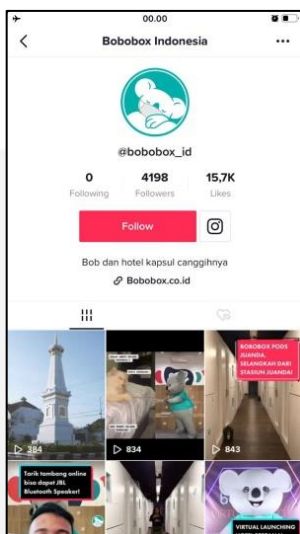 00.00
Bobobox Indonesia
@bobobox_id
0 4198 15,7K
Following Followers Likes
Follow
Bob dan hotel kapsul canggihnya
Bobobox.co.id
BOBOBOX PODS
JUANDA.
SELANGKAH DARI
STASIUN JUANDA!
384
834
843
Tarik tambang online
bisa dapet JBL
Bluetooth Speaker!
VIRTUAL LAUNCHING